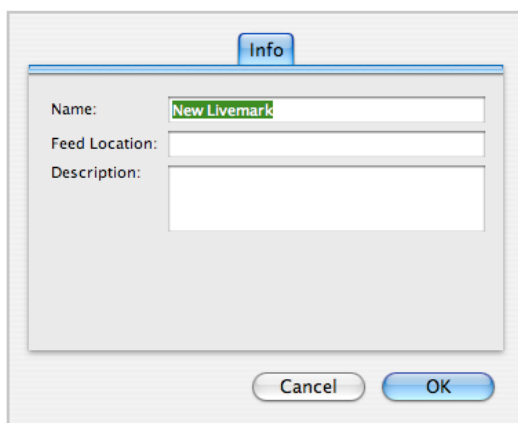 Info
Name: New Livemark
Feed Location:
Description:
Cancel OK